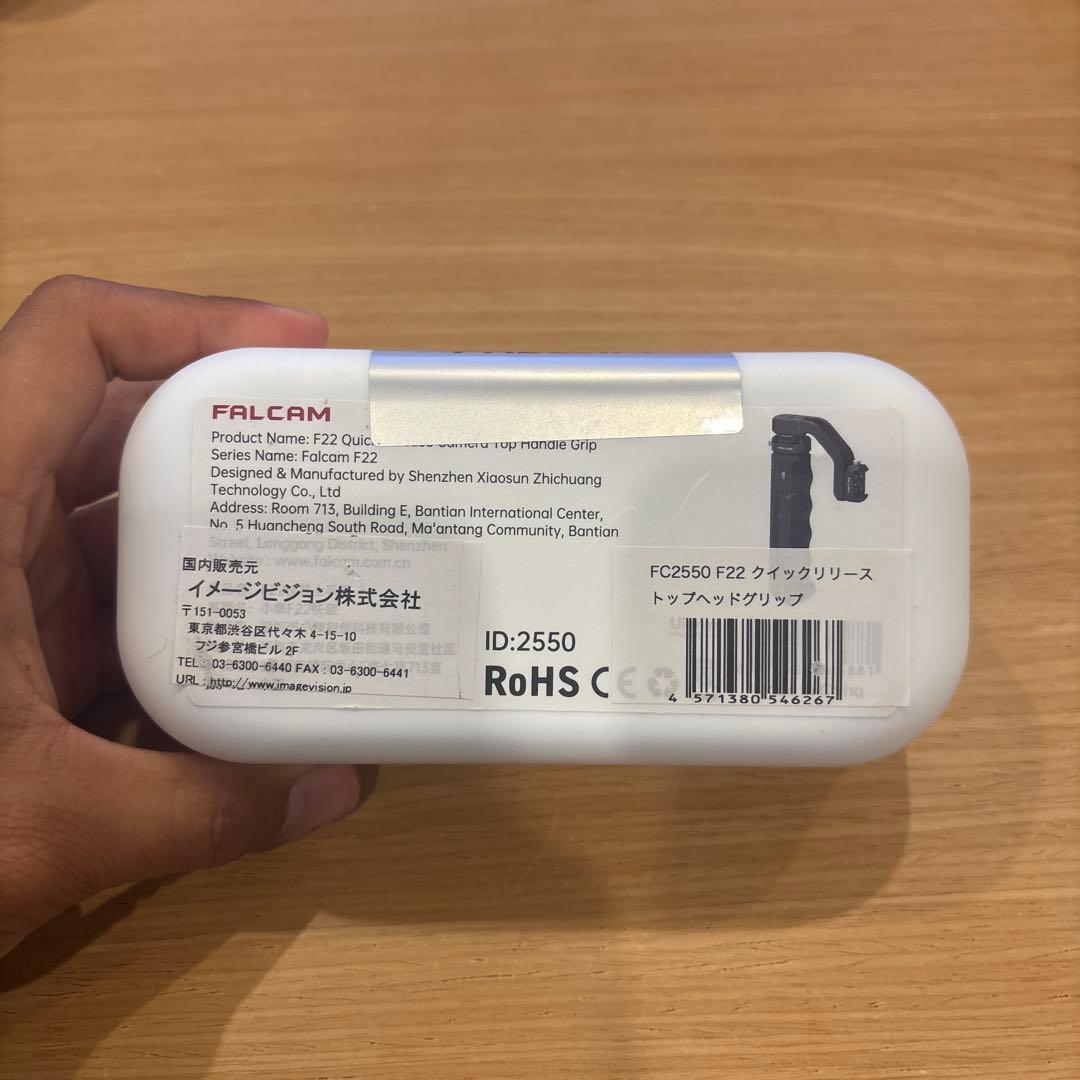 FALCAM
Product Name: F22 Quick Camera Top Handle Grip
Series Name: Falcam F22
Designed & Manufactured by Shenzhen Xiaosun Zhichuang
Technology Co., Ltd
Address: Room 713, Building E, Bantian International Center,
No. 5 Huancheng South Road, Ma'antang Community, Bantian
Street, Longgang District, Shenzhen
Website: www.falcam.com.cn
国内販売元
イメージビジョン株式会社
〒151-0053
東京都渋谷区代々木 4-15-10
フジ参宮橋ビル 2F
TEL : 03-6300-6440 FAX : 03-6300-6441
URL : http://www.imagevision.jp
ID:2550
RoHS CE
FC2550 F22 クイックリリース
トップヘッドグリップ
4 571380 546267